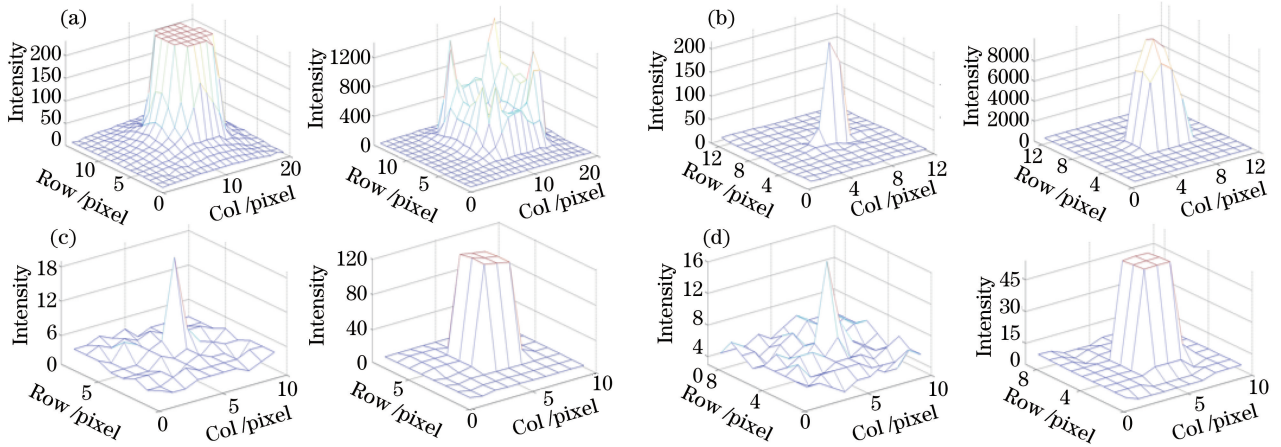 (a)
Intensity
200
150
100
50
0
10
5
0
Row /pixel
10
20
Col /pixel
Intensity
1200
800
400
0
10
5
0
Row /pixel
10
20
Col /pixel
(b)
Intensity
200
150
100
50
0
12
8
4
0
Row /pixel
4
8
12
Col /pixel
Intensity
8000
6000
4000
2000
0
12
8
4
0
Row /pixel
4
8
12
Col /pixel
(c)
Intensity
18
12
6
0
5
0
Row /pixel
5
10
Col /pixel
Intensity
120
80
40
0
5
0
Row /pixel
5
10
Col /pixel
(d)
Intensity
16
12
8
4
0
8
4
0
Row /pixel
5
10
Col /pixel
Intensity
45
30
15
0
8
4
0
Row /pixel
5
10
Col /pixel